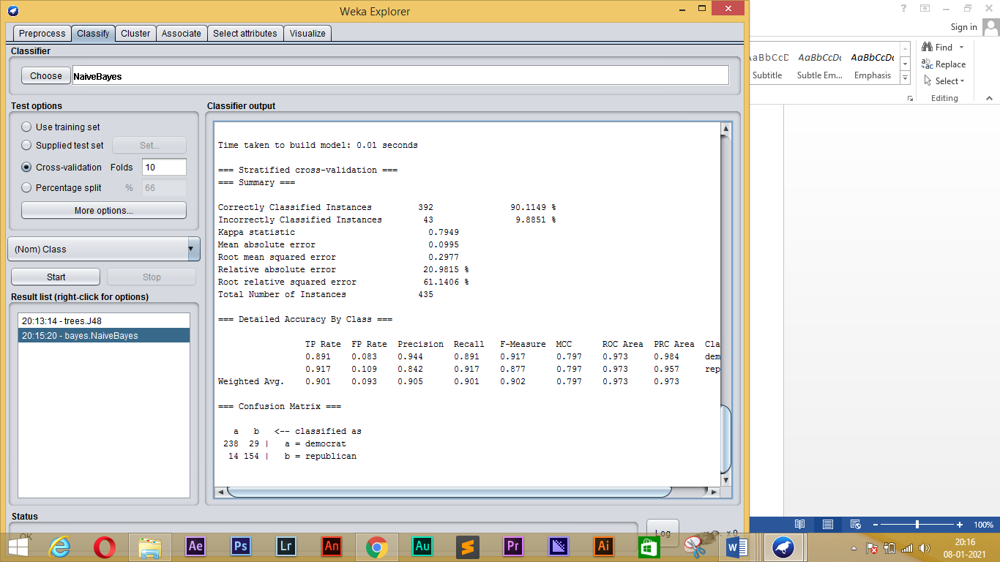 Weka Explorer
Preprocess Classify Cluster Associate Select attributes Visualize
Classifier
Choose NaiveBayes
Test options
Use training set
Supplied test set Set...
Cross-validation Folds 10
Percentage split % 66
More options...
(Nom) Class
Start Stop
Result list (right-click for options)
20:13:14 - trees.J48
20:15:20 - bayes.NaiveBayes
Classifier output
Time taken to build model: 0.01 seconds
=== Stratified cross-validation ===
=== Summary ===
Correctly Classified Instances 392 90.1149 %
Incorrectly Classified Instances 43 9.8851 %
Kappa statistic 0.7949
Mean absolute error 0.0995
Root mean squared error 0.2977
Relative absolute error 20.9815 %
Root relative squared error 61.1406 %
Total Number of Instances 435
=== Detailed Accuracy By Class ===
TP Rate FP Rate Precision Recall F-Measure MCC ROC Area PRC Area Cla
0.891 0.083 0.944 0.891 0.917 0.797 0.973 0.984 dem
0.917 0.109 0.842 0.917 0.877 0.797 0.973 0.957 rep
Weighted Avg. 0.901 0.093 0.905 0.901 0.902 0.797 0.973 0.973
=== Confusion Matrix ===
a b <-- classified as
238 29 | a = democrat
14 154 | b = republican
Status
OK
Log x 0
Sign in
AaBbCcD AaBbCcDc AaBbCcDc
Subtitle Subtle Em... Emphasis
Find
Replace
Select
Editing
100%
Ae Ps Lr An Au Pr Ai W
20:16
08-01-2021